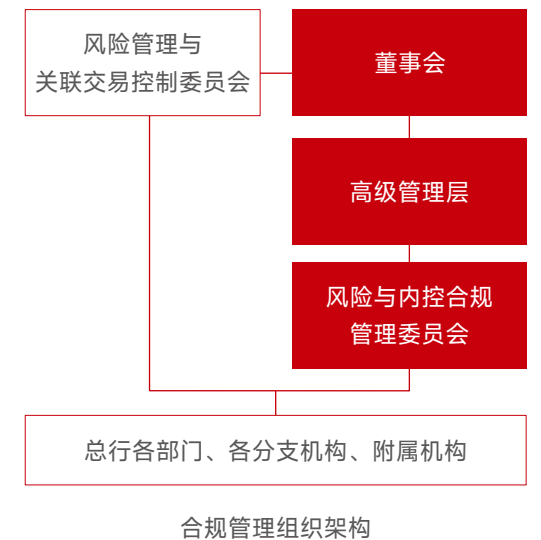 风险管理与
关联交易控制委员会
董事会
高级管理层
风险与内控合规
管理委员会
总行各部门、各分支机构、附属机构
合规管理组织架构